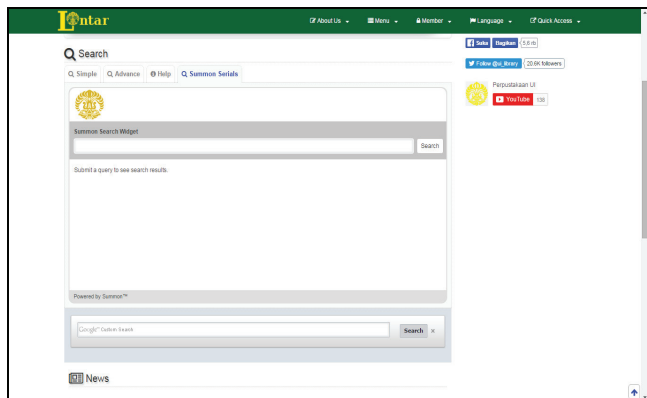 Lontar
About Us Menu Member Language Quick Access
Search
Simple Advance Help Summon Serials
Summon Search Widget
Search
Submit a query to see search results.
Powered by Summon™
Google™ Custom Search Search ×
News
Suka Bagikan 5,6 rb
Follow @ui_library 20.6K followers
Perpustakaan UI
YouTube 138